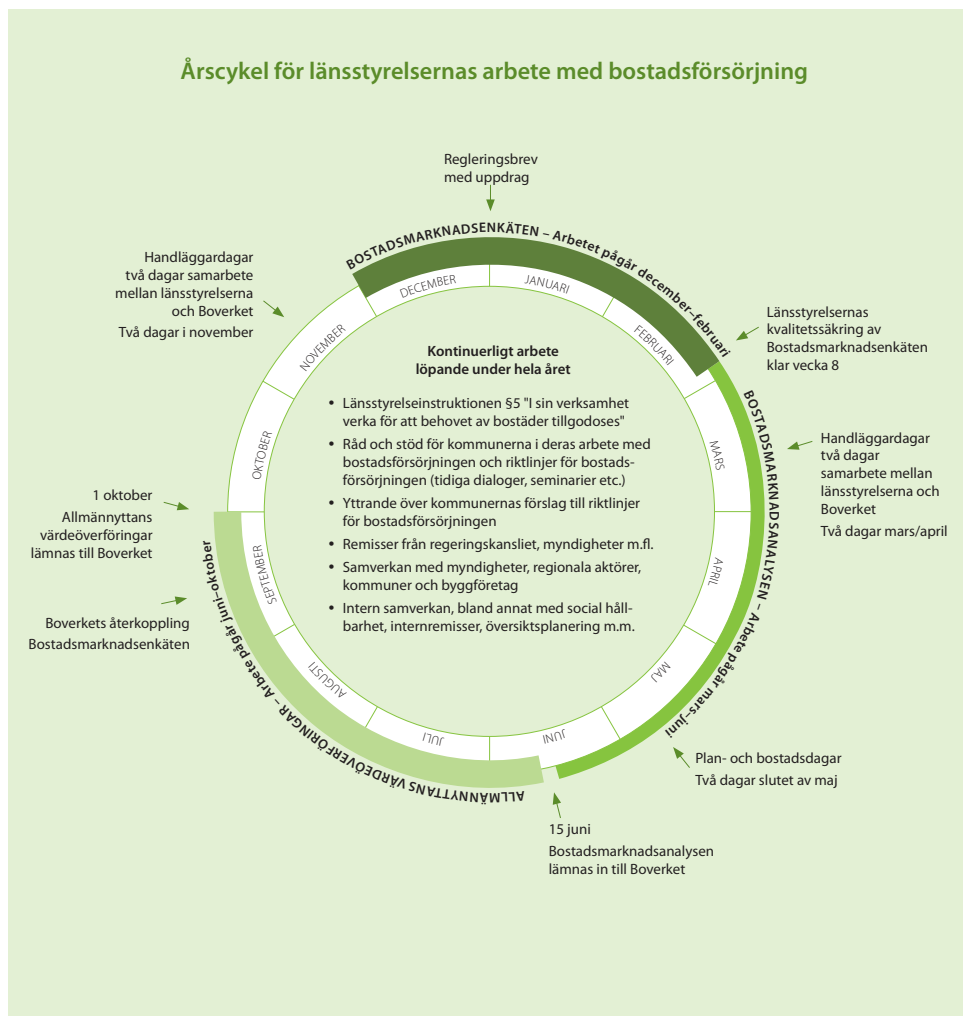 Årscykel för länsstyrelsernas arbete med bostadsförsörjning
Regleringsbrev
med uppdrag
BOSTADSMARKNADSENKÄTEN – Arbetet pågår december–februari
Handläggardagar
två dagar samarbete
mellan länsstyrelserna
och Boverket
Två dagar i november
DECEMBER
JANUARI
FEBRUARI
NOVEMBER
Länsstyrelsernas
kvalitetssäkring av
Bostadsmarknadsenkäten
klar vecka 8
Kontinuerligt arbete
löpande under hela året
• Länsstyrelseinstruktionen §5 "I sin verksamhet
verka för att behovet av bostäder tillgodoses"
• Råd och stöd för kommunerna i deras arbete med
bostadsförsörjningen och riktlinjer för bostads-
försörjningen (tidiga dialoger, seminarier etc.)
• Yttrande över kommunernas förslag till riktlinjer
för bostadsförsörjningen
• Remisser från regeringskansliet, myndigheter m.fl.
• Samverkan med myndigheter, regionala aktörer,
kommuner och byggföretag
• Intern samverkan, bland annat med social håll-
barhet, internremisser, översiktsplanering m.m.
OKTOBER
MARS
BOSTADSMARKNADSANALYSEN – Arbete pågår mars–juni
Handläggardagar
två dagar
samarbete mellan
länsstyrelserna och
Boverket
Två dagar mars/april
1 oktober
Allmännyttans
värdeöverföringar
lämnas till Boverket
SEPTEMBER
APRIL
Boverkets återkoppling
Bostadsmarknadsenkäten
AUGUSTI
MAJ
JULI
JUNI
ALLMÄNNYTTANS VÄRDEÖVERFÖRINGAR – Arbete pågår juni–oktober
Plan- och bostadsdagar
Två dagar slutet av maj
15 juni
Bostadsmarknadsanalysen
lämnas in till Boverket